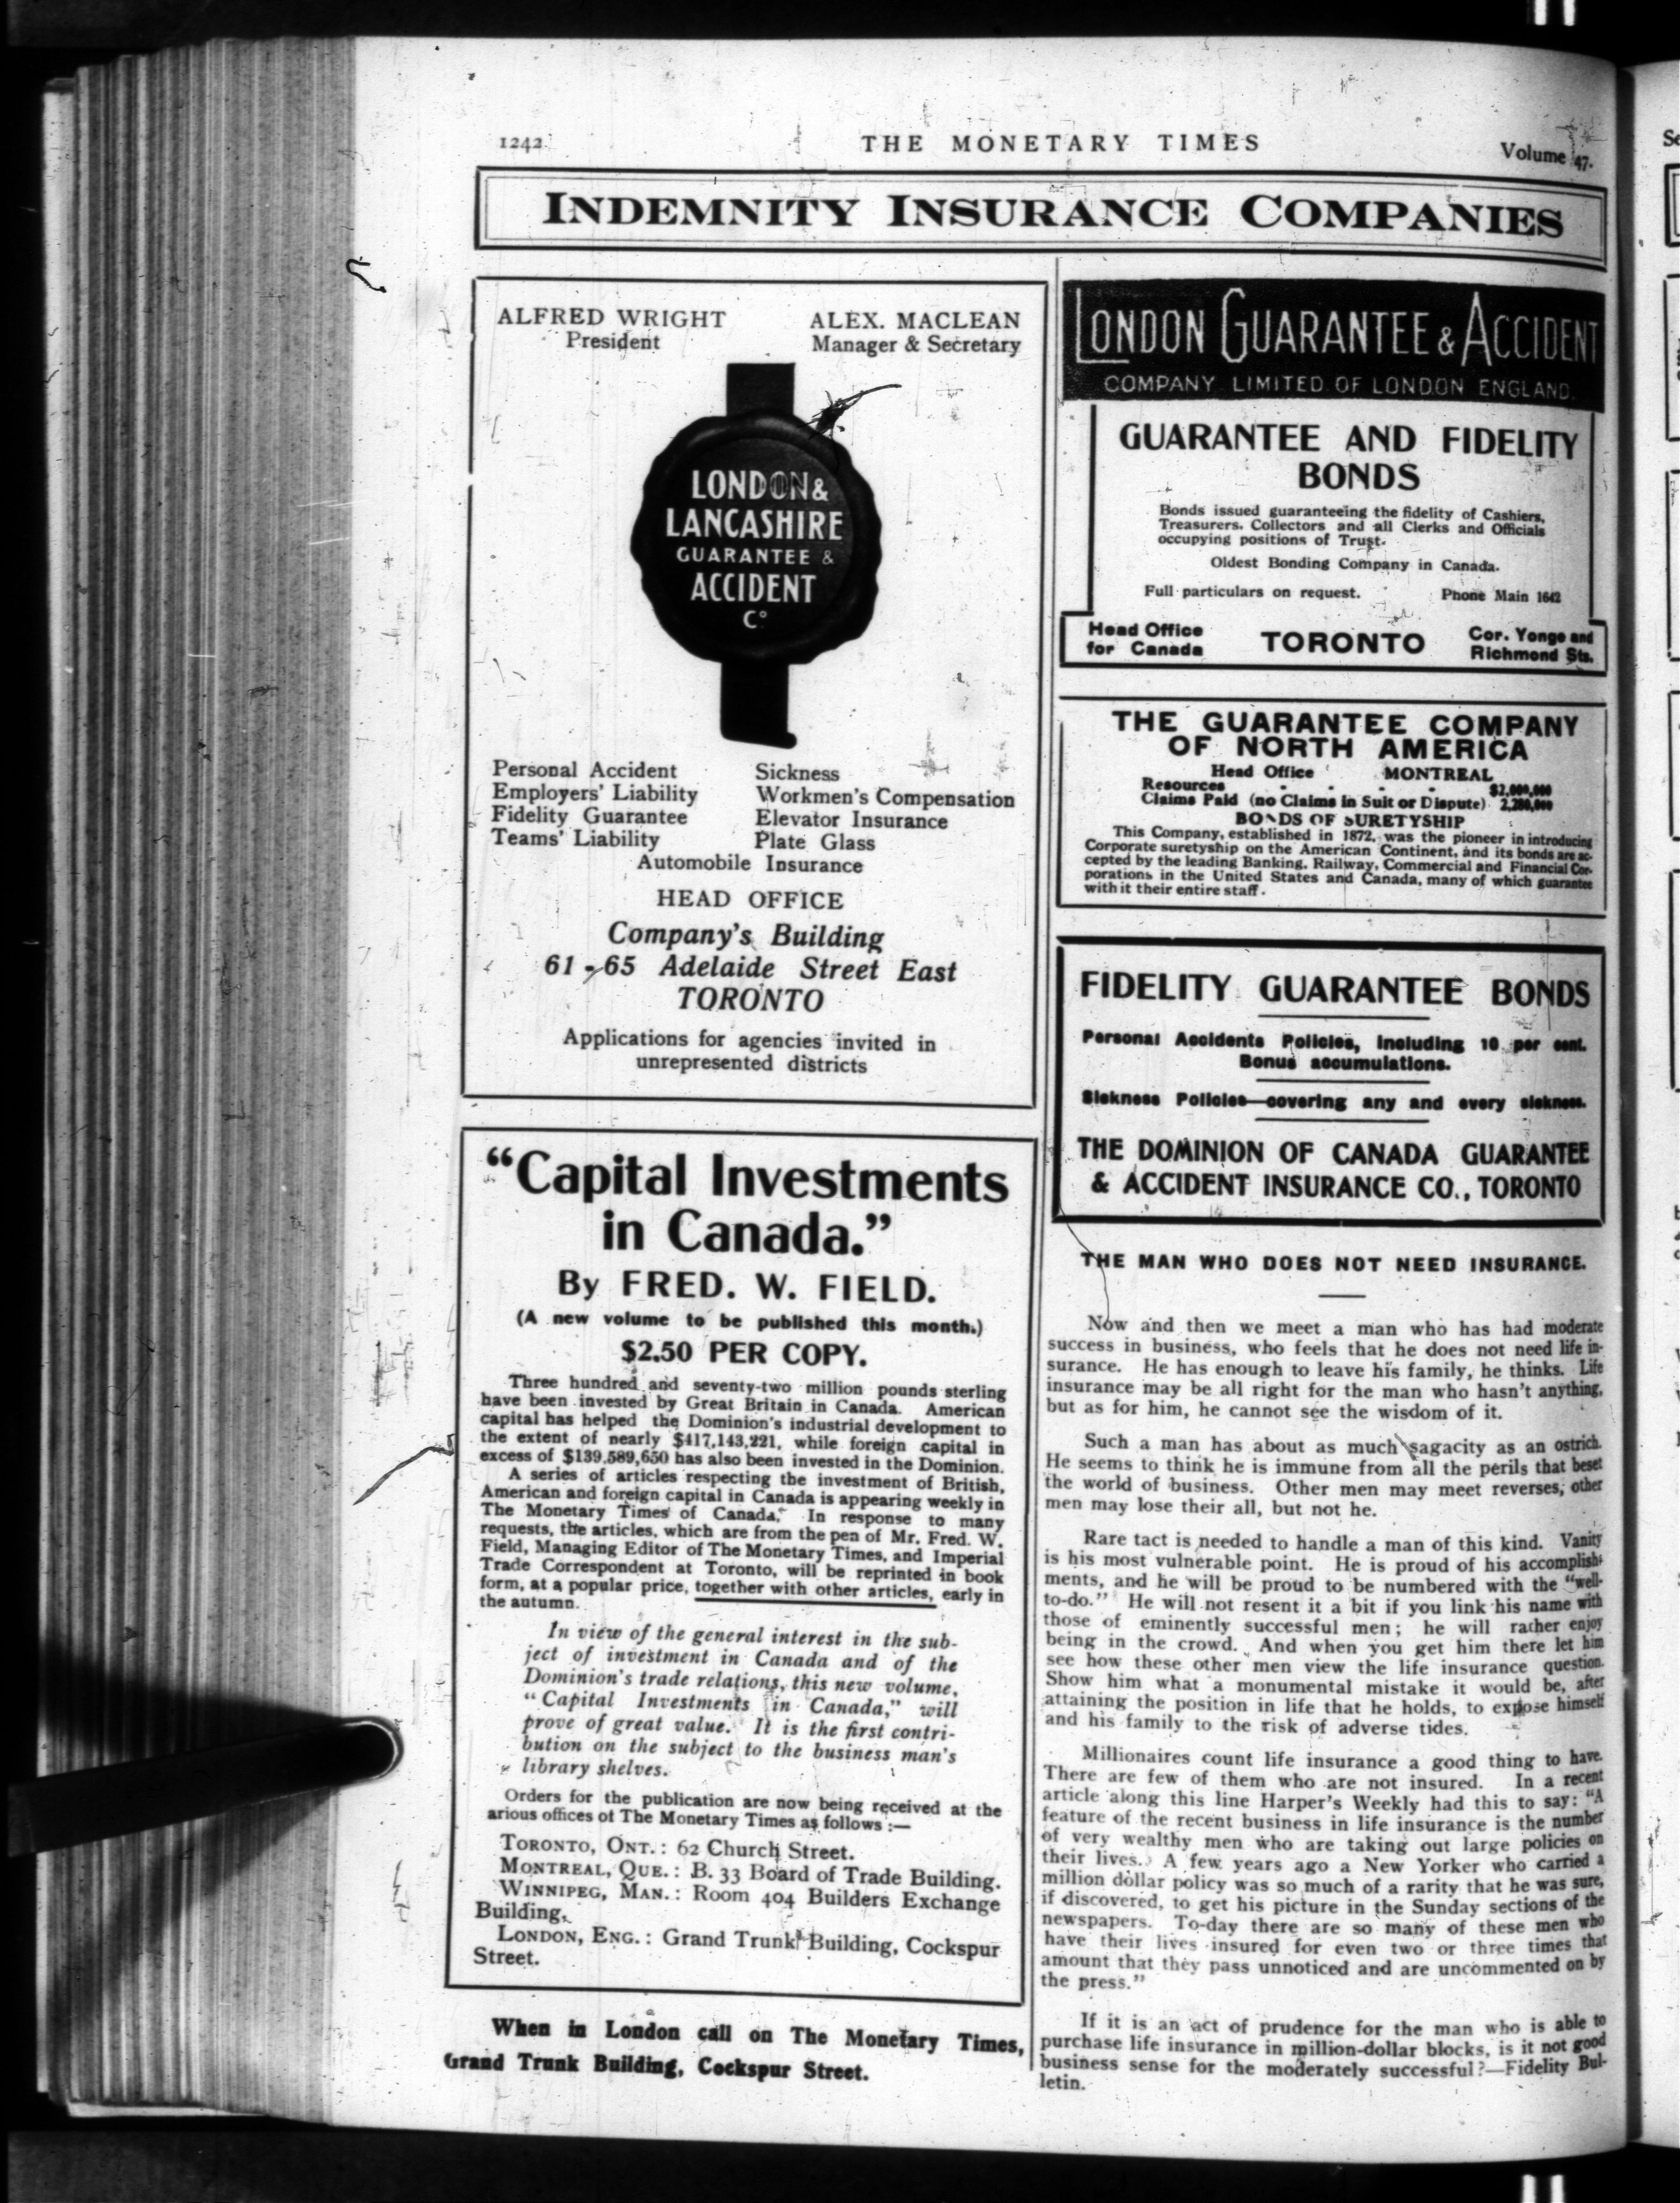 1242
THE MONETARY TIMES
Volume 47.
INDEMNITY INSURANCE COMPANIES
ALFRED WRIGHT
President
ALEX. MACLEAN
Manager & Secretary
LONDON &
LANCASHIRE
GUARANTEE &
ACCIDENT
Co
Personal Accident
Sickness
Employers' Liability
Workmen's Compensation
Fidelity Guarantee
Elevator Insurance
Teams' Liability
Plate Glass
Automobile Insurance
HEAD OFFICE
Company's Building
61-65 Adelaide Street East
TORONTO
Applications for agencies invited in
unrepresented districts
"Capital Investments
in Canada."
By FRED. W. FIELD.
(A new volume to be published this month.)
$2.50 PER COPY.
Three hundred and seventy-two million pounds sterling
have been invested by Great Britain in Canada. American
capital has helped the Dominion's industrial development to
the extent of nearly $417,143,221, while foreign capital in
excess of $139,589,650 has also been invested in the Dominion.
A series of articles respecting the investment of British,
American and foreign capital in Canada is appearing weekly in
The Monetary Times of Canada. In response to many
requests, the articles, which are from the pen of Mr. Fred. W.
Field, Managing Editor of The Monetary Times, and Imperial
Trade Correspondent at Toronto, will be reprinted in book
form, at a popular price, together with other articles, early in
the autumn.
In view of the general interest in the sub-
ject of investment in Canada and of the
Dominion's trade relations, this new volume,
"Capital Investments in Canada," will
prove of great value. It is the first contri-
bution on the subject to the business man's
library shelves.
Orders for the publication are now being received at the
arious offices of The Monetary Times as follows :—
TORONTO, ONT.: 62 Church Street.
MONTREAL, QUE.: B. 33 Board of Trade Building.
WINNIPEG, MAN.: Room 404 Builders Exchange
Building,
LONDON, ENG.: Grand Trunk Building, Cockspur
Street.
When in London call on The Monetary Times,
Grand Trunk Building, Cockspur Street.
LONDON GUARANTEE & ACCIDENT
COMPANY LIMITED OF LONDON ENGLAND.
GUARANTEE AND FIDELITY
BONDS
Bonds issued guaranteeing the fidelity of Cashiers,
Treasurers, Collectors and all Clerks and Officials
occupying positions of Trust.
Oldest Bonding Company in Canada.
Full particulars on request. Phone Main 1642
Head Office
for Canada
TORONTO
Cor. Yonge and
Richmond Sts.
THE GUARANTEE COMPANY
OF NORTH AMERICA
Head Office MONTREAL
Resources $2,000,000
Claims Paid (no Claims in Suit or Dispute) 2,280,000
BONDS OF SURETYSHIP
This Company, established in 1872, was the pioneer in introducing
Corporate suretyship on the American Continent, and its bonds are ac-
cepted by the leading Banking, Railway, Commercial and Financial Cor-
porations in the United States and Canada, many of which guarantee
with it their entire staff.
FIDELITY GUARANTEE BONDS
Personal Accidents Policies, including 10 per cent.
Bonus accumulations.
Sickness Policies—covering any and every sickness.
THE DOMINION OF CANADA GUARANTEE
& ACCIDENT INSURANCE CO., TORONTO
THE MAN WHO DOES NOT NEED INSURANCE.
Now and then we meet a man who has had moderate
success in business, who feels that he does not need life in-
surance. He has enough to leave his family, he thinks. Life
insurance may be all right for the man who hasn't anything,
but as for him, he cannot see the wisdom of it.
Such a man has about as much sagacity as an ostrich.
He seems to think he is immune from all the perils that beset
the world of business. Other men may meet reverses, other
men may lose their all, but not he.
Rare tact is needed to handle a man of this kind. Vanity
is his most vulnerable point. He is proud of his accomplish-
ments, and he will be proud to be numbered with the "well-
to-do." He will not resent it a bit if you link his name with
those of eminently successful men; he will rather enjoy
being in the crowd. And when you get him there let him
see how these other men view the life insurance question.
Show him what a monumental mistake it would be, after
attaining the position in life that he holds, to expose himself
and his family to the risk of adverse tides.
Millionaires count life insurance a good thing to have.
There are few of them who are not insured. In a recent
article along this line Harper's Weekly had this to say: "A
feature of the recent business in life insurance is the number
of very wealthy men who are taking out large policies on
their lives. A few years ago a New Yorker who carried a
million dollar policy was so much of a rarity that he was sure,
if discovered, to get his picture in the Sunday sections of the
newspapers. To-day there are so many of these men who
have their lives insured for even two or three times that
amount that they pass unnoticed and are uncommented on by
the press."
If it is an act of prudence for the man who is able to
purchase life insurance in million-dollar blocks, is it not good
business sense for the moderately successful?—Fidelity Bul-
letin.